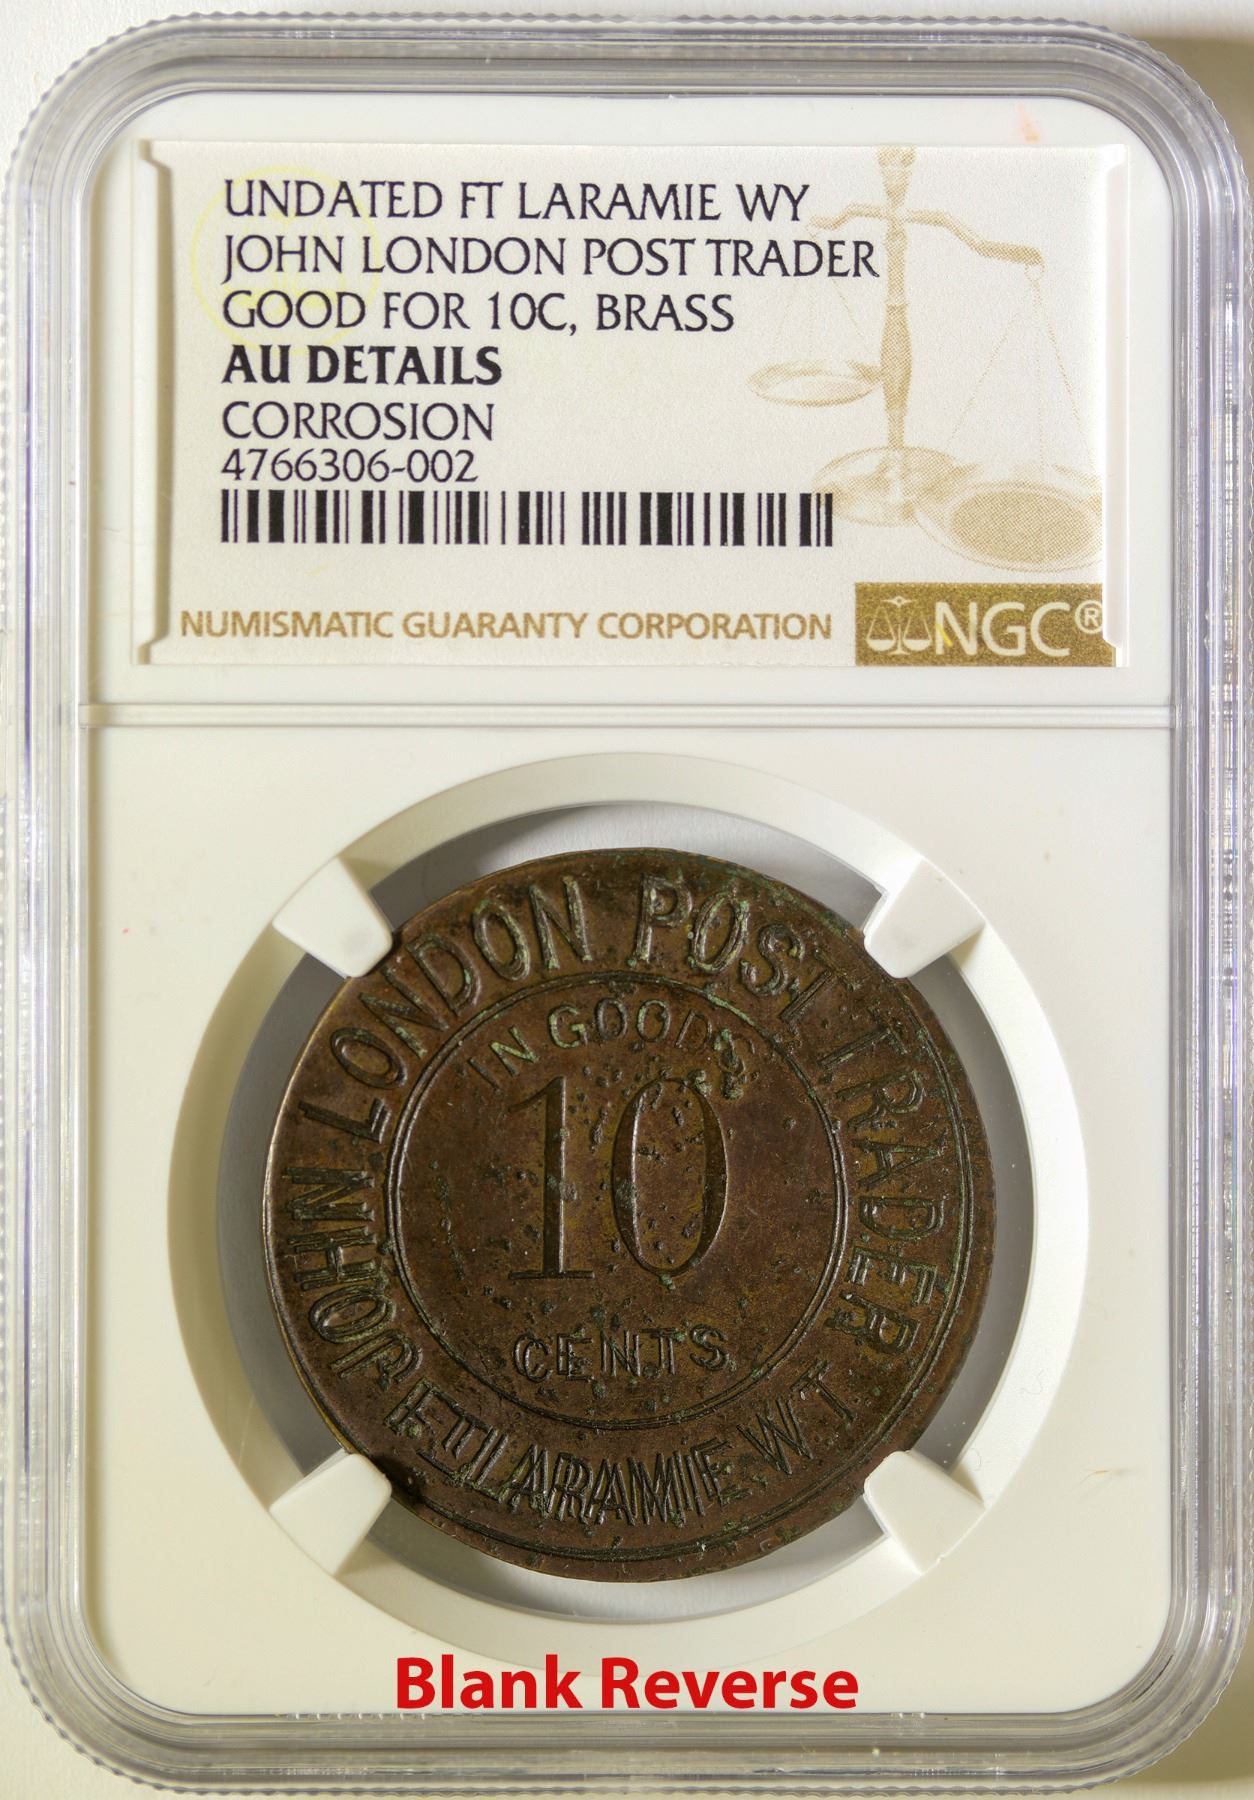 UNDATED FT LARAMIE WY
JOHN LONDON POST TRADER
GOOD FOR 10C, BRASS
AU DETAILS
CORROSION
4766306-002
NUMISMATIC GUARANTY CORPORATION
NGC®
JOHN LONDON POST TRADER
IN GOODS
10
CENTS
FT LARAMIE W T
Blank Reverse